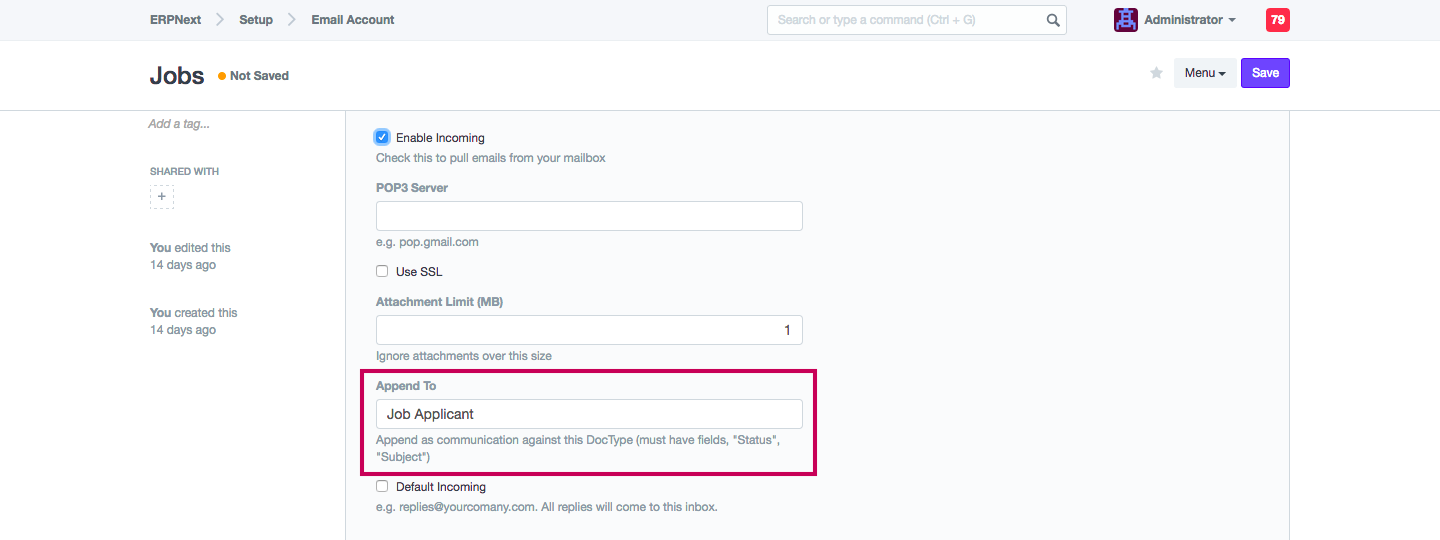 ERPNext Setup Email Account Search or type a command (Ctrl + G) Administrator 79
Jobs Not Saved Menu Save
Add a tag...
SHARED WITH
+
You edited this
14 days ago
You created this
14 days ago
Enable Incoming
Check this to pull emails from your mailbox
POP3 Server
e.g. pop.gmail.com
Use SSL
Attachment Limit (MB)
1
Ignore attachments over this size
Append To
Job Applicant
Append as communication against this DocType (must have fields, "Status",
"Subject")
Default Incoming
e.g. replies@yourcomany.com. All replies will come to this inbox.